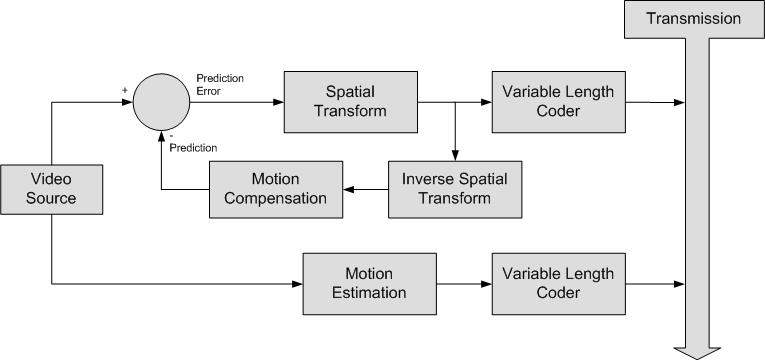 Transmission
+
Prediction
Error
Spatial
Transform
Variable Length
Coder
-
Prediction
Video
Source
Motion
Compensation
Inverse Spatial
Transform
Motion
Estimation
Variable Length
Coder